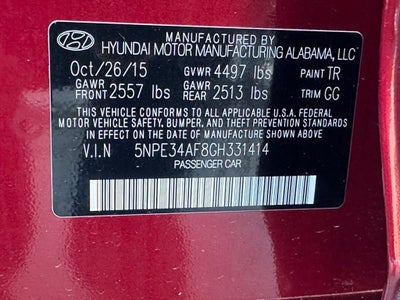 HYUNDAI MOTOR MANUFACTURING ALABAMA, LLC
Oct/26/15 GVWR 4497 lbs PAINT TR
GAWR FRONT 2557 lbs GAWR REAR 2513 lbs TRIM GG
THIS VEHICLE CONFORMS TO ALL APPLICABLE U.S.A FEDERAL
MOTOR VEHICLE SAFETY, BUMPER, AND THEFT PREVENTION STANDARDS
IN EFFECT ON THE DATE OF MANUFACTURE SHOWN ABOVE.
V.I.N 5NPE34AF8GH331414
PASSENGER CAR